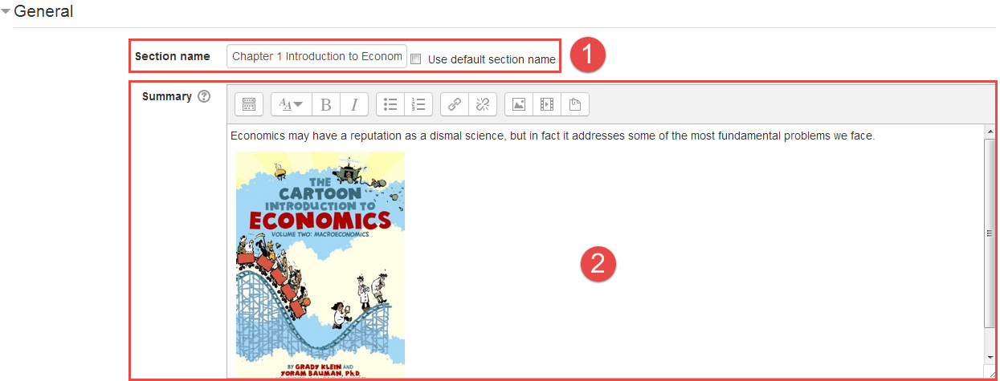 General
Section name
Chapter 1 Introduction to Econom
Use default section name
1
Summary
?
AA
B
I
Economics may have a reputation as a dismal science, but in fact it addresses some of the most fundamental problems we face.
THE
CARTOON
INTRODUCTION TO
ECONOMICS
VOLUME TWO: MACROECONOMICS
2
BY GRADY KLEIN AND
YORAM BAUMAN, PH.D.